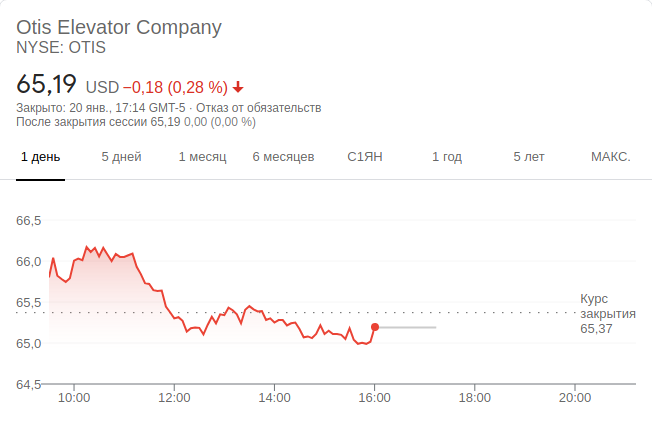 Otis Elevator Company
NYSE: OTIS
65,19 USD −0,18 (0,28 %)
Закрыто: 20 янв., 17:14 GMT-5 · Отказ от обязательств
После закрытия сессии 65,19 0,00 (0,00 %)
1 день 5 дней 1 месяц 6 месяцев С1ЯН 1 год 5 лет МАКС.
66,5
66,0
65,5
65,0
64,5
Курс
закрытия
65,37
10:00 12:00 14:00 16:00 18:00 20:00